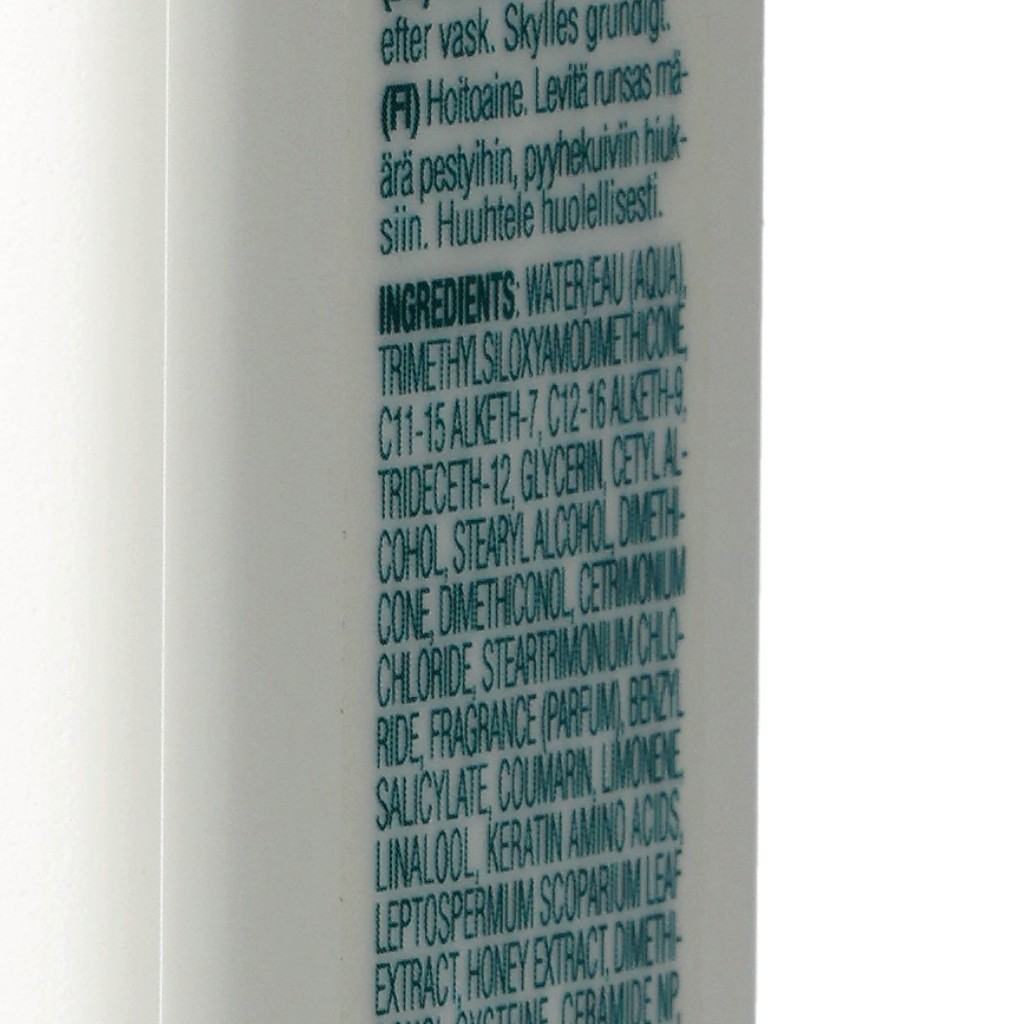 efter vask. Skylles grundigt.
(FI) Hoitoaine. Levitä runsas mä-
ärä pestyihin, pyyhekuiviin hiuk-
siin. Huuhtele huolellisesti.
INGREDIENTS: WATER/EAU (AQUA),
TRIMETHYLSILOXYAMODIMETHICONE,
C11-15 ALKETH-7, C12-16 ALKETH-9,
TRIDECETH-12, GLYCERIN, CETYL AL-
COHOL, STEARYL ALCOHOL, DIMETHI-
CONE, DIMETHICONOL, CETRIMONIUM
CHLORIDE, STEARTRIMONIUM CHLO-
RIDE, FRAGRANCE (PARFUM), BENZYL
SALICYLATE, COUMARIN, LIMONENE,
LINALOOL, KERATIN AMINO ACIDS,
LEPTOSPERMUM SCOPARIUM LEAF
EXTRACT, HONEY EXTRACT, DIMETHI-
CYSTEINE, CERAMIDE NP,